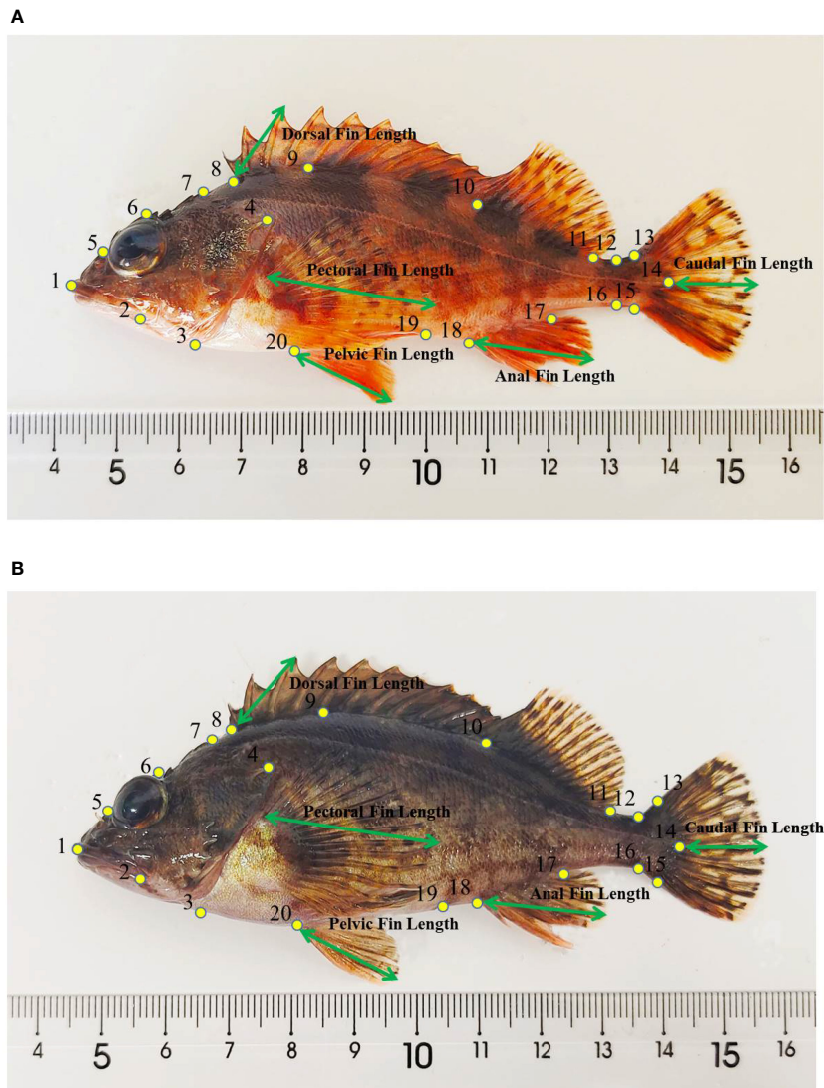 A
Dorsal Fin Length
9
8
7
10
6
4
5
11 12 13
Pectoral Fin Length
14 Caudal Fin Length
1
16 15
2
17
19 18
3
20 Pelvic Fin Length
Anal Fin Length
4 5 6 7 8 9 10 11 12 13 14 15 16
B
Dorsal Fin Length
9
8
7
10
6
4
5
11 12 13
Pectoral Fin Length
14 Caudal Fin Length
1
16 15
2
17
19 18 Anal Fin Length
3
20 Pelvic Fin Length
4 5 6 7 8 9 10 11 12 13 14 15